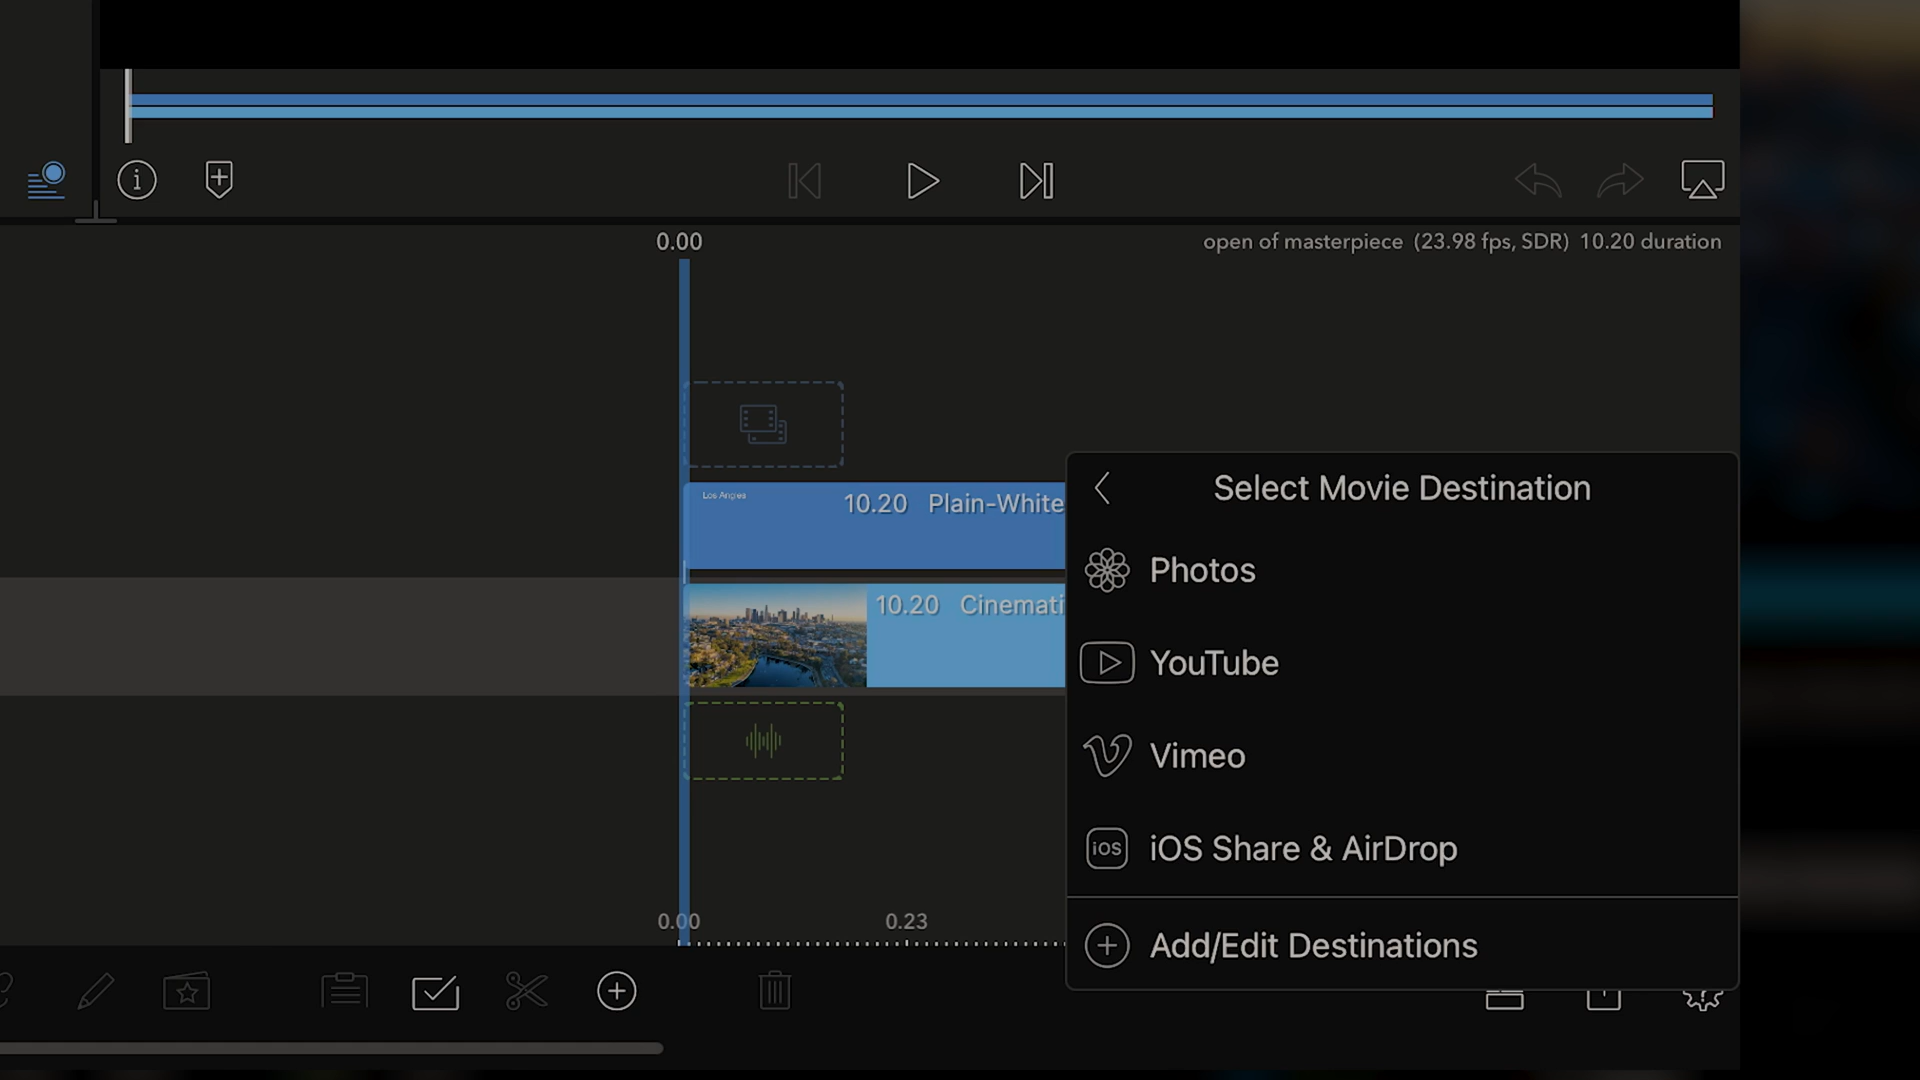 0.00
open of masterpiece (23.98 fps, SDR) 10.20 duration
Los Angles
10.20 Plain-White
10.20 Cinemati
0.00
0.23
Select Movie Destination
Photos
YouTube
Vimeo
iOS
iOS Share & AirDrop
Add/Edit Destinations